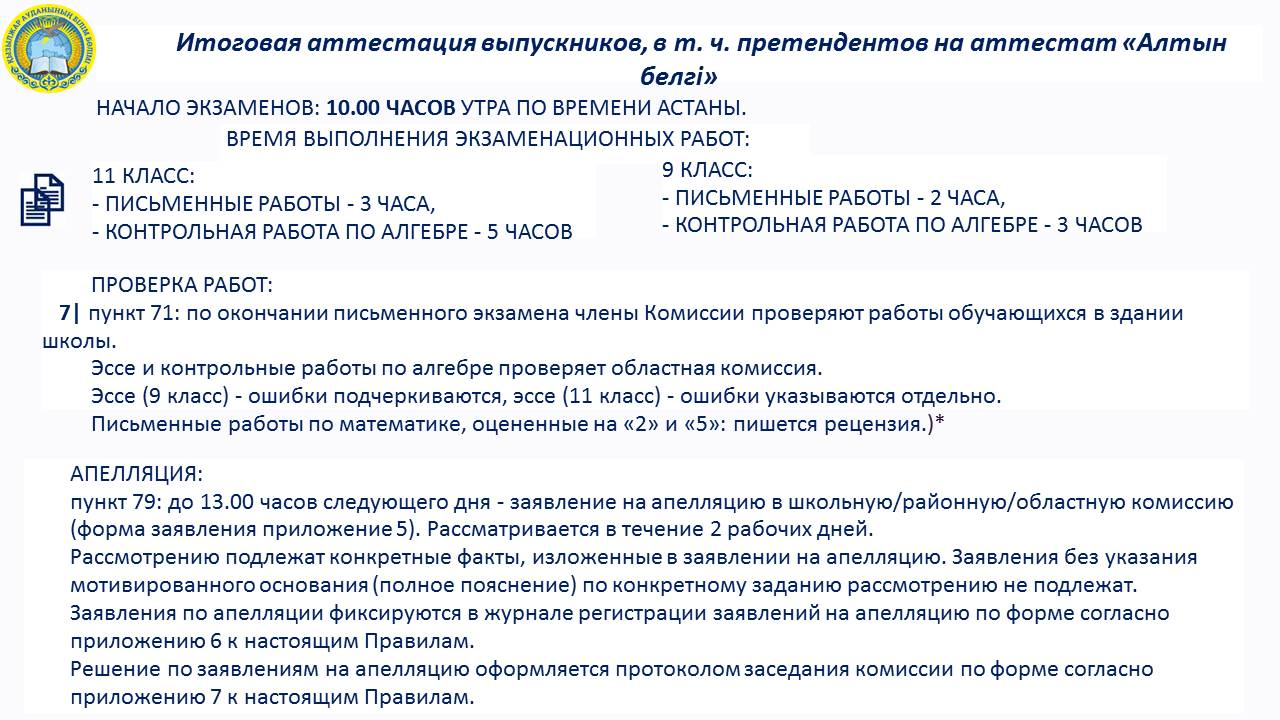 ҚЫЗЫЛЖАР АУДАНЫНЫҢ БІЛІМ БӨЛІМІ
Итоговая аттестация выпускников, в т. ч. претендентов на аттестат «Алтын
белгі»
НАЧАЛО ЭКЗАМЕНОВ: 10.00 ЧАСОВ УТРА ПО ВРЕМЕНИ АСТАНЫ.
ВРЕМЯ ВЫПОЛНЕНИЯ ЭКЗАМЕНАЦИОННЫХ РАБОТ:
11 КЛАСС:
- ПИСЬМЕННЫЕ РАБОТЫ - 3 ЧАСА,
- КОНТРОЛЬНАЯ РАБОТА ПО АЛГЕБРЕ - 5 ЧАСОВ
9 КЛАСС:
- ПИСЬМЕННЫЕ РАБОТЫ - 2 ЧАСА,
- КОНТРОЛЬНАЯ РАБОТА ПО АЛГЕБРЕ - 3 ЧАСОВ
ПРОВЕРКА РАБОТ:
7| пункт 71: по окончании письменного экзамена члены Комиссии проверяют работы обучающихся в здании
школы.
Эссе и контрольные работы по алгебре проверяет областная комиссия.
Эссе (9 класс) - ошибки подчеркиваются, эссе (11 класс) - ошибки указываются отдельно.
Письменные работы по математике, оцененные на «2» и «5»: пишется рецензия.)*
АПЕЛЛЯЦИЯ:
пункт 79: до 13.00 часов следующего дня - заявление на апелляцию в школьную/районную/областную комиссию
(форма заявления приложение 5). Рассматривается в течение 2 рабочих дней.
Рассмотрению подлежат конкретные факты, изложенные в заявлении на апелляцию. Заявления без указания
мотивированного основания (полное пояснение) по конкретному заданию рассмотрению не подлежат.
Заявления по апелляции фиксируются в журнале регистрации заявлений на апелляцию по форме согласно
приложению 6 к настоящим Правилам.
Решение по заявлениям на апелляцию оформляется протоколом заседания комиссии по форме согласно
приложению 7 к настоящим Правилам.